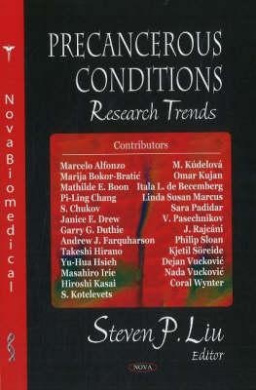 PRECANCEROUS
CONDITIONS
Research Trends
NovaBiomedical
Contributors
Marcelo Alfonzo
Marija Bokor-Bratić
Mathilde E. Boon
Pi-Ling Chang
S. Chukov
Janice E. Drew
Garry G. Duthie
Andrew J. Farquharson
Takeshi Hirano
Yu-Hua Hsieh
Masahiro Irie
Hiroshi Kasai
S. Kotelevets
M. Kúdelová
Omar Kujan
Itala L. de Becemberg
Linda Susan Marcus
Sara Padidar
V. Pasechnikov
J. Rajcáni
Philip Sloan
Kjetil Söreide
Dejan Vucković
Nada Vucković
Coral Wynter
Steven P. Liu
Editor
NOVA